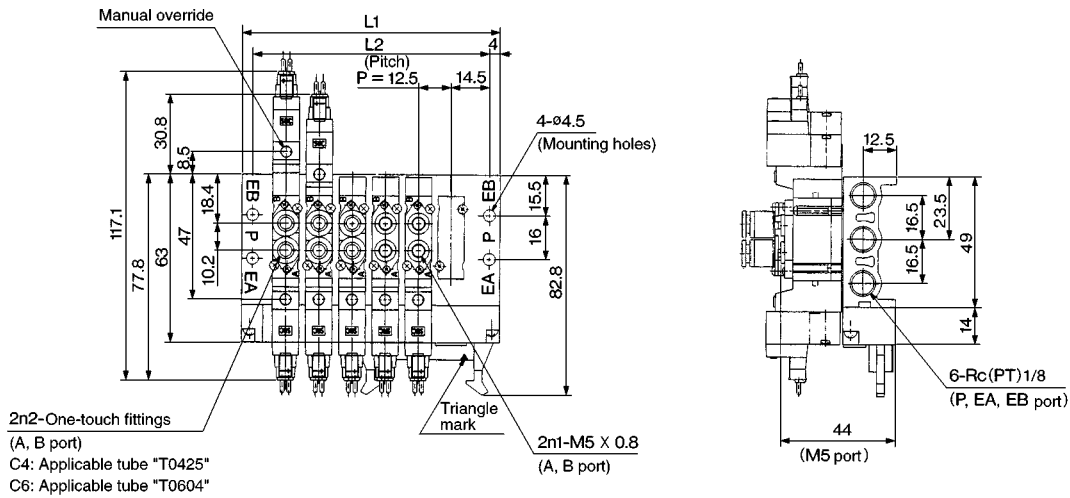 Manual override
L1
L2
4
(Pitch)
P = 12.5
14.5
4-ø4.5
(Mounting holes)
30.8
8.5
117.1
77.8
63
47
18.4
10.2
EB
P
EA
B
B
B
B
B
A
A
EB
P
EA
15.5
16
82.8
Triangle
mark
2n2-One-touch fittings
(A, B port)
C4: Applicable tube "T0425"
C6: Applicable tube "T0604"
2n1-M5 X 0.8
(A, B port)
12.5
16.5
16.5
23.5
49
14
6-Rc(PT)1/8
(P, EA, EB port)
44
(M5 port)